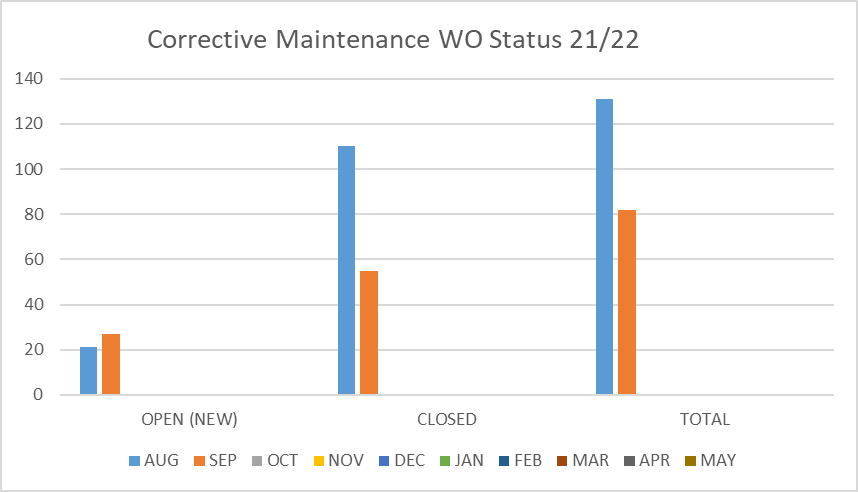 Corrective Maintenance WO Status 21/22
140
120
100
80
60
40
20
0
OPEN (NEW) CLOSED TOTAL
AUG SEP OCT NOV DEC JAN FEB MAR APR MAY